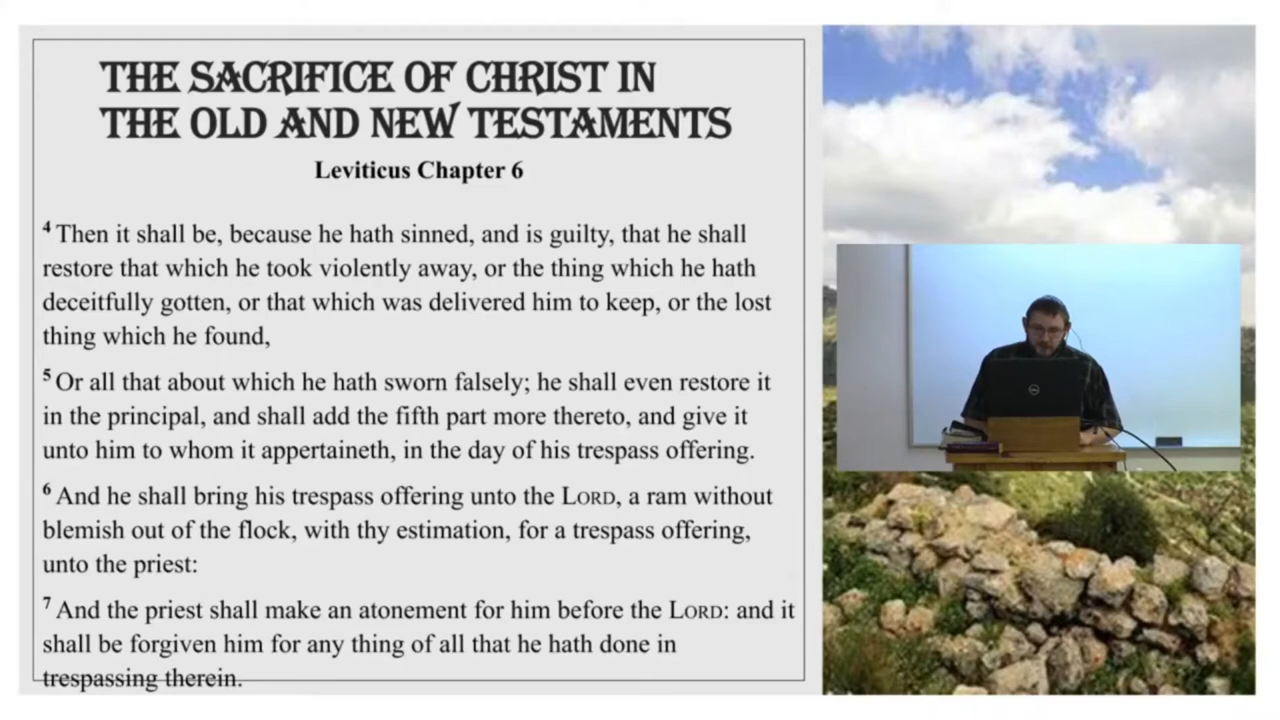 THE SACRIFICE OF CHRIST IN
THE OLD AND NEW TESTAMENTS
Leviticus Chapter 6
4 Then it shall be, because he hath sinned, and is guilty, that he shall
restore that which he took violently away, or the thing which he hath
deceitfully gotten, or that which was delivered him to keep, or the lost
thing which he found,
5 Or all that about which he hath sworn falsely; he shall even restore it
in the principal, and shall add the fifth part more thereto, and give it
unto him to whom it appertaineth, in the day of his trespass offering.
6 And he shall bring his trespass offering unto the LORD, a ram without
blemish out of the flock, with thy estimation, for a trespass offering,
unto the priest:
7 And the priest shall make an atonement for him before the LORD: and it
shall be forgiven him for any thing of all that he hath done in
trespassing therein.
DELL